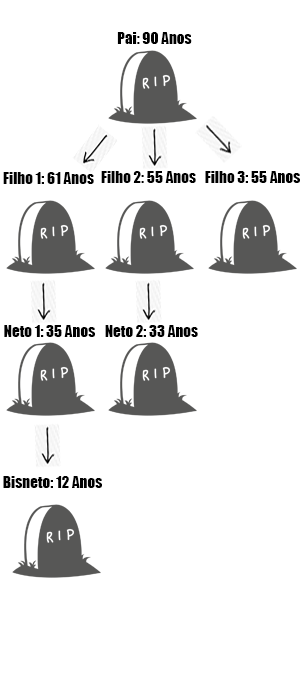 Pai: 90 Anos
RIP
Filho 1: 61 Anos Filho 2: 55 Anos Filho 3: 55 Anos
RIP RIP RIP
Neto 1: 35 Anos Neto 2: 33 Anos
RIP RIP
Bisneto: 12 Anos
RIP